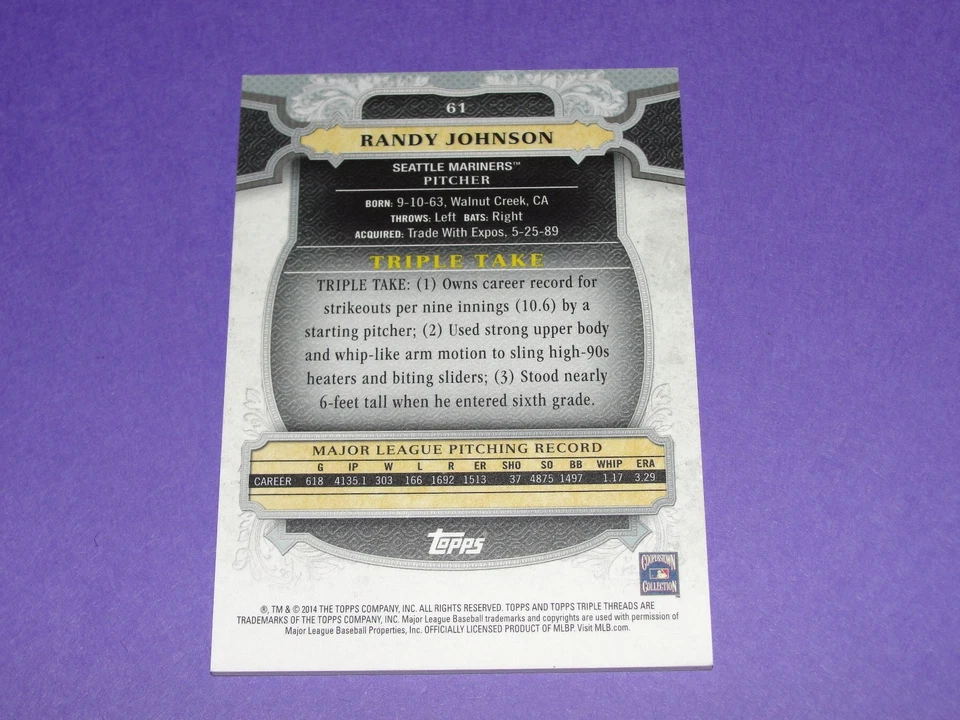 61
RANDY JOHNSON
SEATTLE MARINERS™
PITCHER
BORN: 9-10-63, Walnut Creek, CA
THROWS: Left BATS: Right
ACQUIRED: Trade With Expos, 5-25-89
TRIPLE TAKE
TRIPLE TAKE: (1) Owns career record for
strikeouts per nine innings (10.6) by a
starting pitcher; (2) Used strong upper body
and whip-like arm motion to sling high-90s
heaters and biting sliders; (3) Stood nearly
6-feet tall when he entered sixth grade.
MAJOR LEAGUE PITCHING RECORD
G IP W L R ER SHO SO BB WHIP ERA
CAREER 618 4135.1 303 166 1692 1513 37 4875 1497 1.17 3.29
topps
COOPERSTOWN
COLLECTION
®, TM & © 2014 THE TOPPS COMPANY, INC. ALL RIGHTS RESERVED. TOPPS AND TOPPS TRIPLE THREADS ARE
TRADEMARKS OF THE TOPPS COMPANY, INC. Major League Baseball trademarks and copyrights are used with permission of
Major League Baseball Properties, Inc. OFFICIALLY LICENSED PRODUCT OF MLBP. Visit MLB.com.